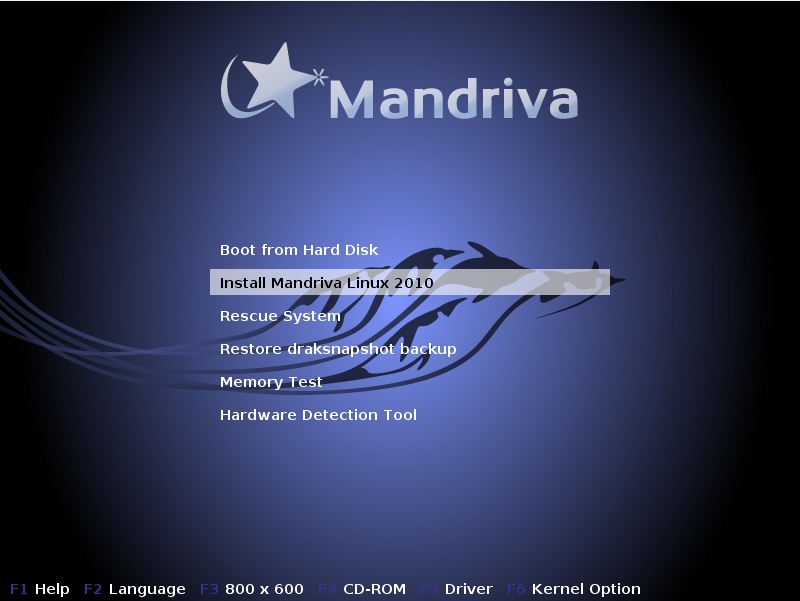 Mandriva
Boot from Hard Disk
Install Mandriva Linux 2010
Rescue System
Restore draksnapshot backup
Memory Test
Hardware Detection Tool
F1 Help F2 Language F3 800 x 600 F4 CD-ROM F5 Driver F6 Kernel Option